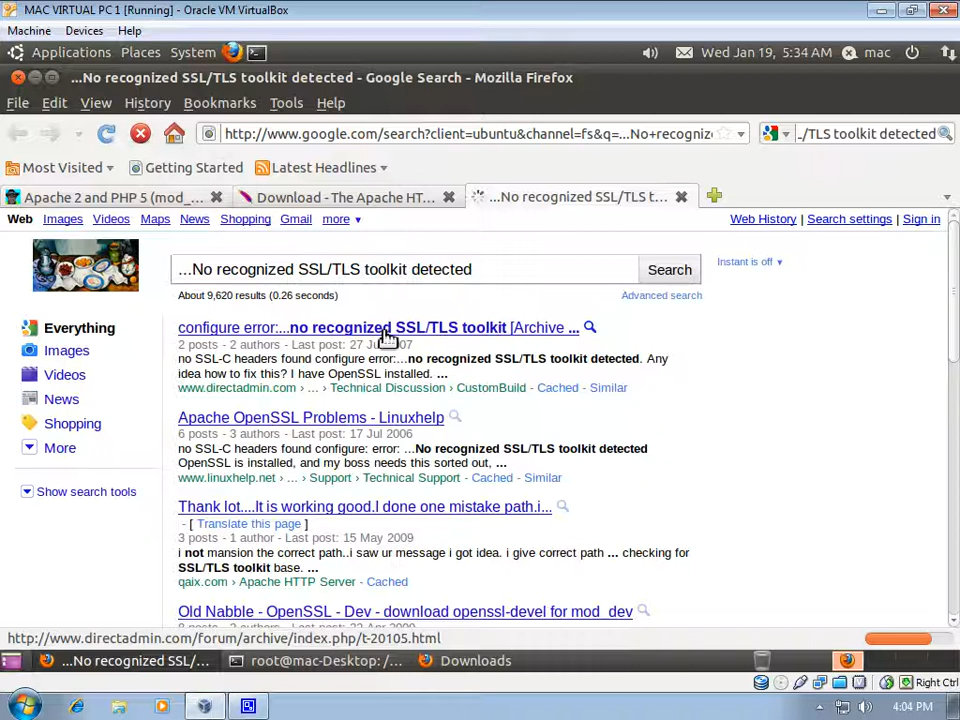 MAC VIRTUAL PC 1 [Running] - Oracle VM VirtualBox
Machine Devices Help
Applications Places System Wed Jan 19, 5:34 AM mac
...No recognized SSL/TLS toolkit detected - Google Search - Mozilla Firefox
File Edit View History Bookmarks Tools Help
http://www.google.com/search?client=ubuntu&channel=fs&q=...No+recogniz /TLS toolkit detected
Most Visited Getting Started Latest Headlines
Apache 2 and PHP 5 (mod_... Download - The Apache HT... ...No recognized SSL/TLS t...
Web Images Videos Maps News Shopping Gmail more Web History | Search settings | Sign in
...No recognized SSL/TLS toolkit detected Search Instant is off
About 9,620 results (0.26 seconds) Advanced search
Everything
Images
Videos
News
Shopping
More
Show search tools
configure error:...no recognized SSL/TLS toolkit [Archive ...
2 posts - 2 authors - Last post: 27 07
no SSL-C headers found configure error:...no recognized SSL/TLS toolkit detected. Any
idea how to fix this? I have OpenSSL installed. ...
www.directadmin.com › ... › Technical Discussion › CustomBuild - Cached - Similar
Apache OpenSSL Problems - Linuxhelp
6 posts - 3 authors - Last post: 17 Jul 2006
no SSL-C headers found configure: error: ...No recognized SSL/TLS toolkit detected
OpenSSL is installed, and my boss needs this sorted out, ...
www.linuxhelp.net › ... › Support › Technical Support - Cached - Similar
Thank lot....It is working good.I done one mistake path.i...
- [ Translate this page ]
3 posts - 1 author - Last post: 15 May 2009
i not mansion the correct path..i saw ur message i got idea. i give correct path ... checking for
SSL/TLS toolkit base. ...
qaix.com › Apache HTTP Server - Cached
Old Nabble - OpenSSL - Dev - download openssl-devel for mod_dev
http://www.directadmin.com/forum/archive/index.php/t-20105.html
...No recognized SSL/... root@mac-Desktop: /... Downloads
Right Ctrl
4:04 PM